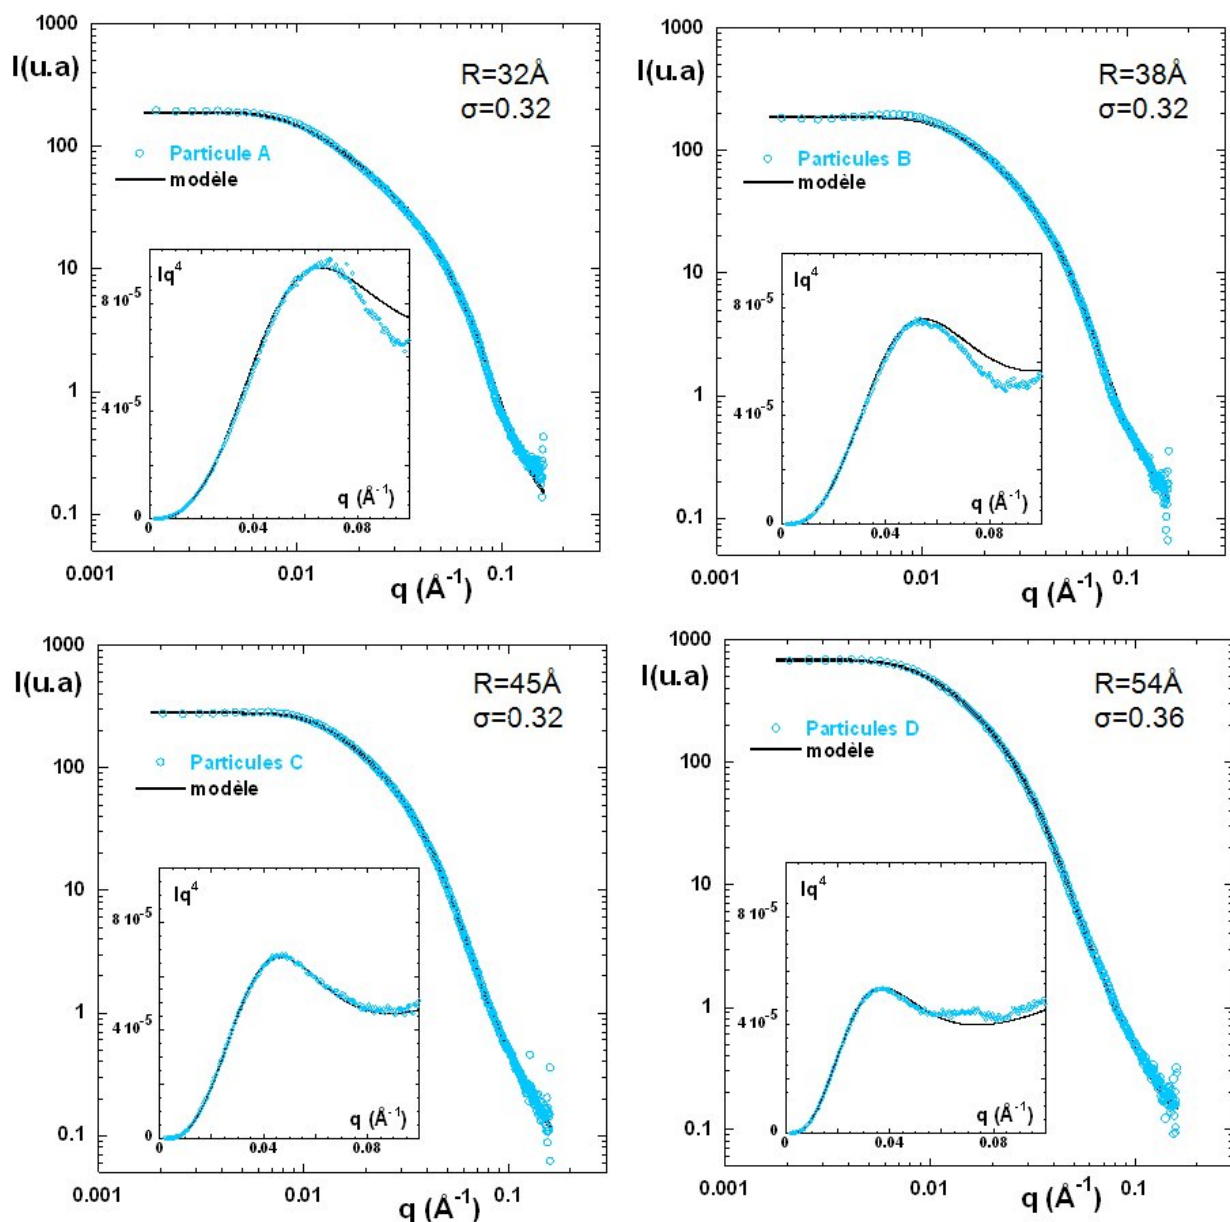 1000
I(u.a)
R=32Å
σ=0.32
100
Particule A
modèle
Iq⁴
10
8 10⁻⁵
1
4 10⁻⁵
q (Å⁻¹)
0.1
0
0 0.04 0.08
0.001 0.01 0.1
q (Å⁻¹)
1000
I(u.a)
R=38Å
σ=0.32
100
Particules B
modèle
Iq⁴
10
8 10⁻⁵
1
4 10⁻⁵
q (Å⁻¹)
0.1
0
0 0.04 0.08
0.001 0.01 0.1
q (Å⁻¹)
1000
I(u.a)
R=45Å
σ=0.32
100
Particules C
modèle
Iq⁴
10
8 10⁻⁵
1
4 10⁻⁵
q (Å⁻¹)
0.1
0
0 0.04 0.08
0.001 0.01 0.1
q (Å⁻¹)
1000
I(u.a)
R=54Å
σ=0.36
100
Particules D
modèle
Iq⁴
10
8 10⁻⁵
1
4 10⁻⁵
q (Å⁻¹)
0.1
0
0 0.04 0.08
0.001 0.01 0.1
q (Å⁻¹)